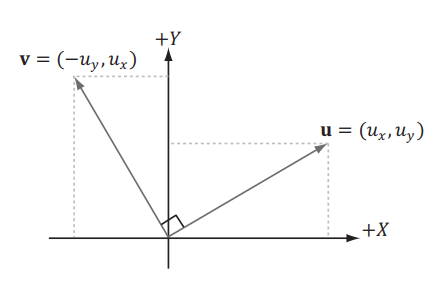 +Y
v = (−u_y, u_x)
u = (u_x, u_y)
+X